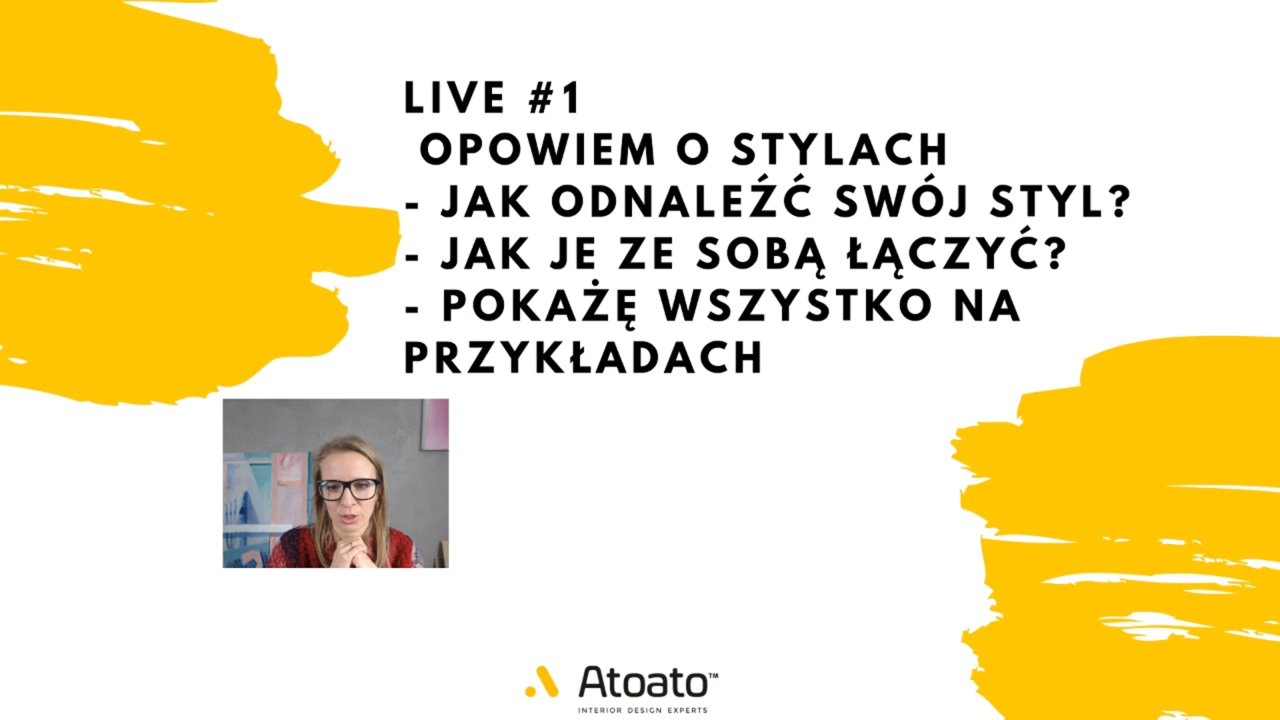 LIVE #1
OPOWIEM O STYLACH
- JAK ODNALEŹĆ SWÓJ STYL?
- JAK JE ZE SOBĄ ŁĄCZYĆ?
- POKAŻĘ WSZYSTKO NA
PRZYKŁADACH
Atoato™
INTERIOR DESIGN EXPERTS